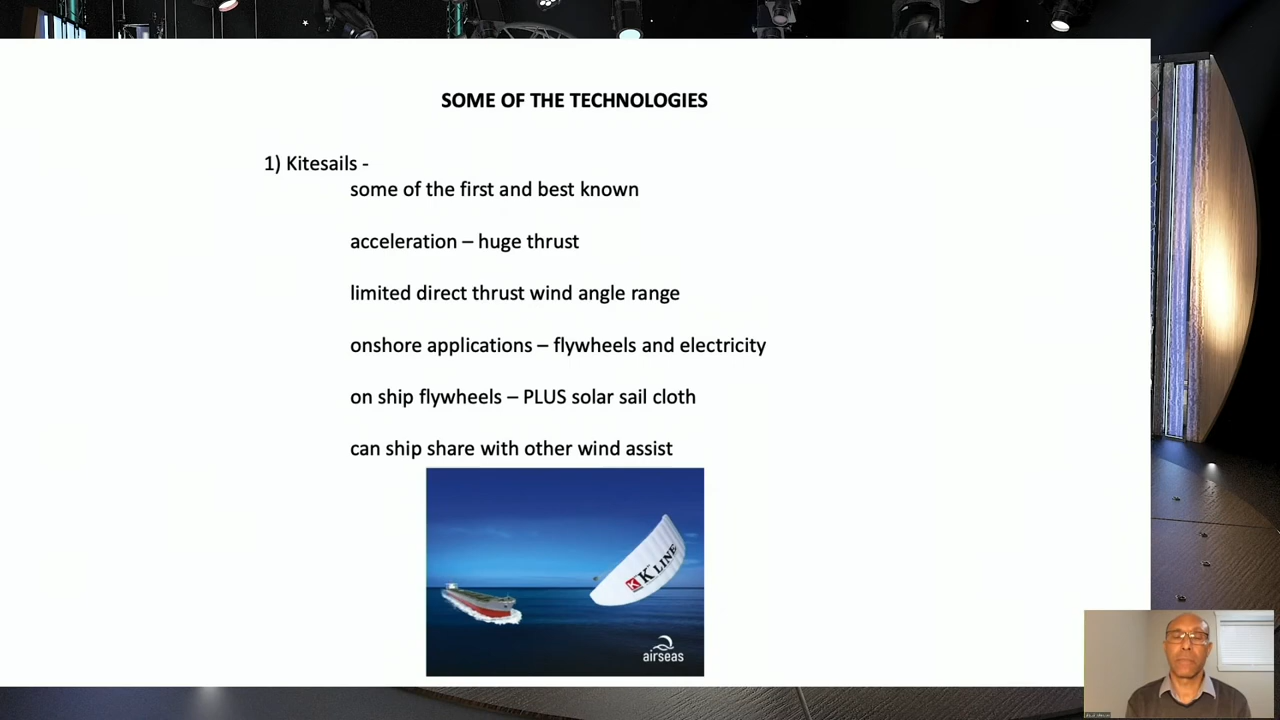 SOME OF THE TECHNOLOGIES
1) Kitesails -
some of the first and best known
acceleration – huge thrust
limited direct thrust wind angle range
onshore applications – flywheels and electricity
on ship flywheels – PLUS solar sail cloth
can ship share with other wind assist
K K LINE
airseas